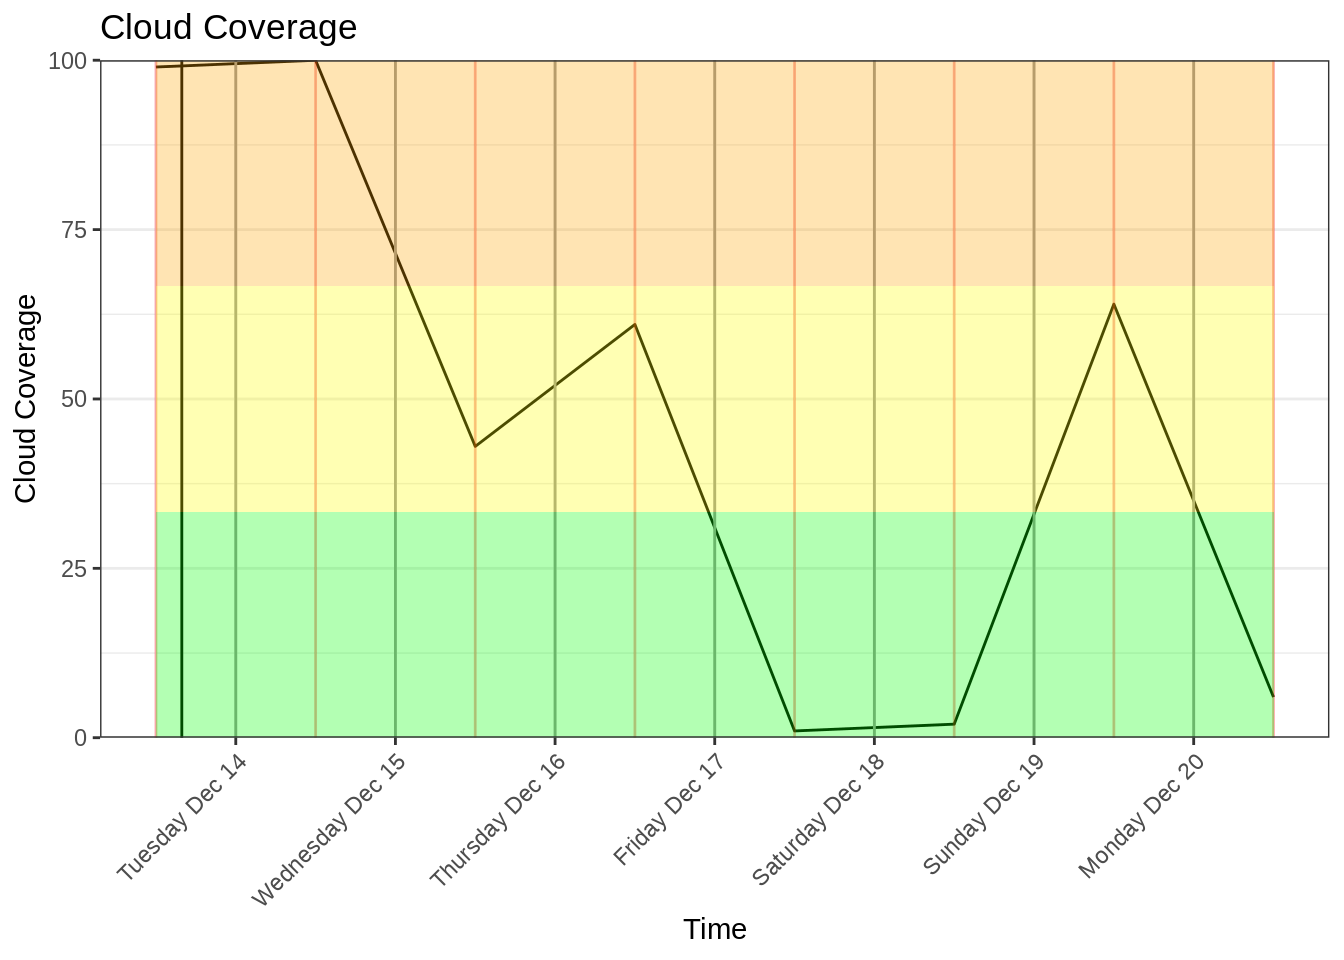 Cloud Coverage
Cloud Coverage
100
75
50
25
0
Tuesday Dec 14
Wednesday Dec 15
Thursday Dec 16
Friday Dec 17
Saturday Dec 18
Sunday Dec 19
Monday Dec 20
Time